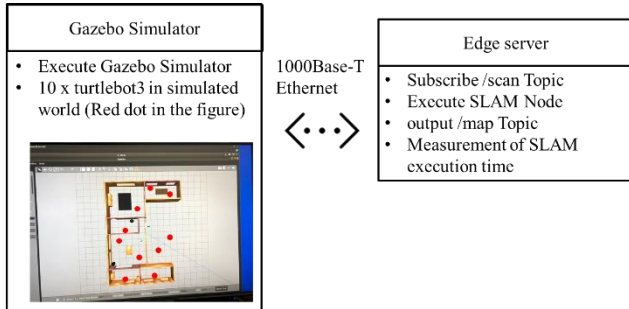 Gazebo Simulator
• Execute Gazebo Simulator
• 10 x turtlebot3 in simulated
world (Red dot in the figure)
1000Base-T
Ethernet
Edge server
• Subscribe /scan Topic
• Execute SLAM Node
• output /map Topic
• Measurement of SLAM
execution time